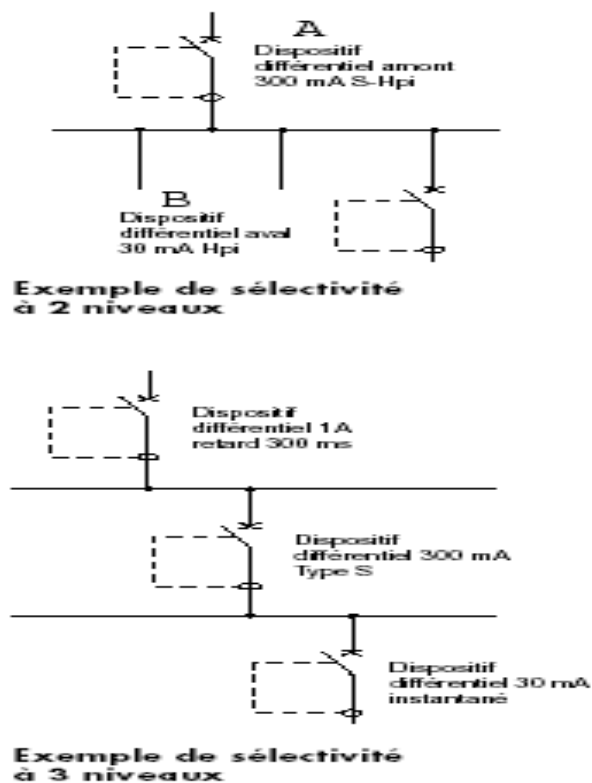 A
Dispositif
différentiel amont
300 mA S-Hpi
B
Dispositif
différentiel aval
30 mA Hpi
Exemple de sélectivité
à 2 niveaux
Dispositif
différentiel 1A
retard 300 ms
Dispositif
différentiel 300 mA
Type S
Dispositif
différentiel 30 mA
instantané
Exemple de sélectivité
à 3 niveaux